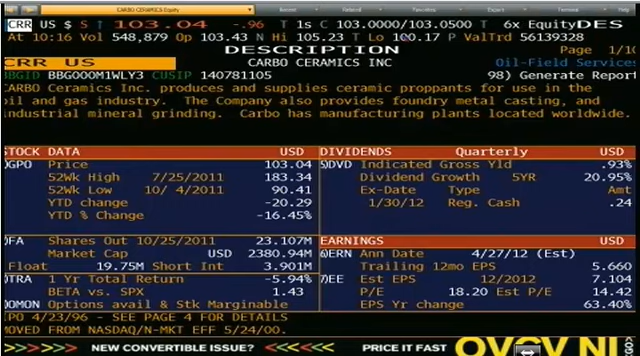 CARBO CERAMICS Equity
CRR US $ S ↑ 103.04 -.96 T 1s C 103.0000/103.0500 T 6x Equity DES
At 10:16 Vol 28,549 Op 103.43 N Hi 105.23 T Lo 100.17 P ValTrd 56139328
DESCRIPTION Page 1/10
CRR US CARBO CERAMICS INC Oil-Field Services
BBGID BBG000M1WLY3 CUSIP 140781105 98) Generate Report
CARBO Ceramics Inc. produces and supplies ceramic proppants for use in the
oil and gas industry. The Company also provides foundry metal casting, and
industrial mineral grinding. Carbo has manufacturing plants located worldwide.
STOCK DATA USD DIVIDENDS Quarterly USD
)GPO Price 103.04 5)DVD Indicated Gross Yld .93%
52Wk High 7/25/2011 183.34 Dividend Growth 5YR 20.95%
52Wk Low 10/ 4/2011 90.41 Ex-Date Type Amt
YTD change -20.29 1/30/12 Reg. Cash .24
YTD % Change -16.45%
)FA Shares Out 10/25/2011 23.107M EARNINGS USD
Market Cap USD 2380.94M 6)ERN Ann Date 4/27/12 (Est)
Float 19.75M Short Int 3.901M Trailing 12mo EPS 5.660
)TRA 1 Yr Total Return -5.94% 7)EE Est EPS 12/2012 7.104
BETA vs. SPX 1.43 P/E 18.20 Est P/E 14.42
)OMON Options avail & Stk Marginable EPS Yr change 63.40%
IPO 4/23/96 - SEE PAGE 4 FOR DETAILS
MOVED FROM NASDAQ/N-MKT EFF 5/24/00.
>>>>>> NEW CONVERTIBLE ISSUE? <<<<<< PRICE IT FAST OVCV NI